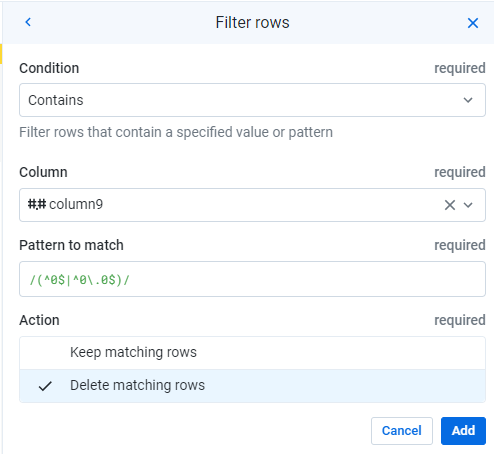 Filter rows
Condition required
Contains
Filter rows that contain a specified value or pattern
Column required
#.# column9
Pattern to match required
/(^0$|^0\.0$)/
Action required
Keep matching rows
Delete matching rows
Cancel Add